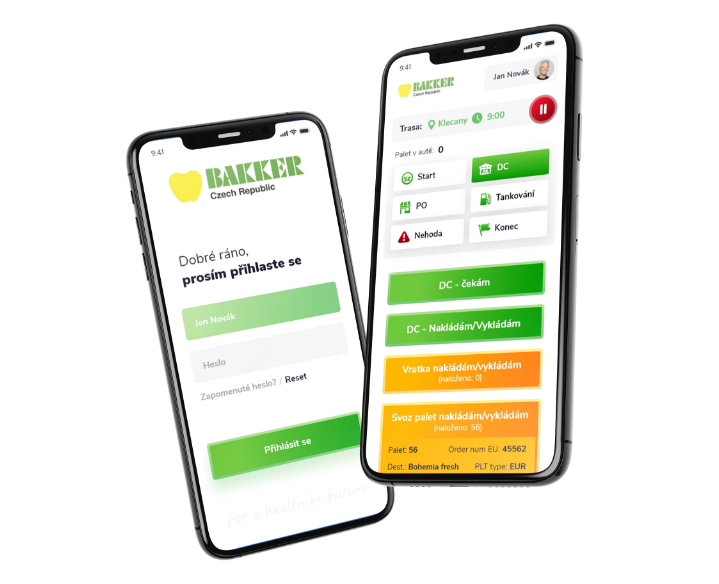 9:41
BAKKER
Czech Republic
Dobré ráno,
prosím přihlaste se
Jan Novák
Heslo
Zapomenuté heslo? / Reset
Přihlásit se
for a healthier future
9:41
BAKKER
Czech Republic
Jan Novák
Trasa: Klecany 9:00
Palet v autě: 0
Start
DC
PO
Tankování
Nehoda
Konec
DC - čekám
DC - Nakládám/Vykládám
Vratka nakládám/vykládám
(naloženo: 0)
Svoz palet nakládám/vykládám
(naloženo: 56)
Palet: 56 Order num EU: 45562
Dest.: Bohemia fresh PLT type: EUR